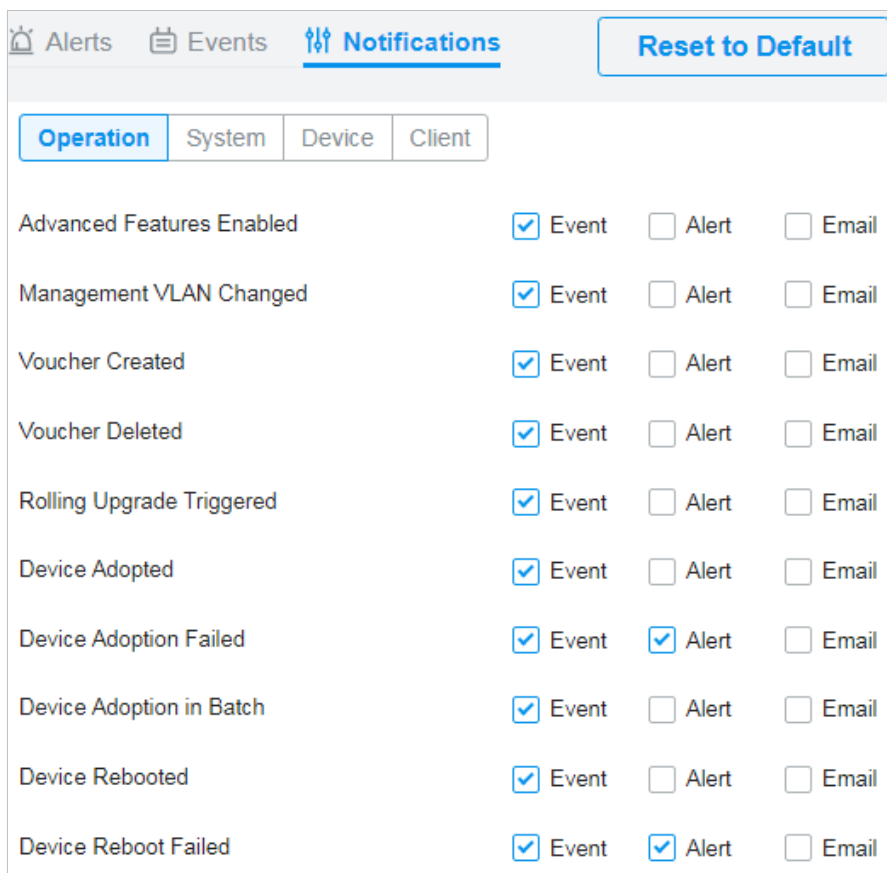 Alerts Events Notifications Reset to Default
Operation System Device Client
Advanced Features Enabled Event Alert Email
Management VLAN Changed Event Alert Email
Voucher Created Event Alert Email
Voucher Deleted Event Alert Email
Rolling Upgrade Triggered Event Alert Email
Device Adopted Event Alert Email
Device Adoption Failed Event Alert Email
Device Adoption in Batch Event Alert Email
Device Rebooted Event Alert Email
Device Reboot Failed Event Alert Email